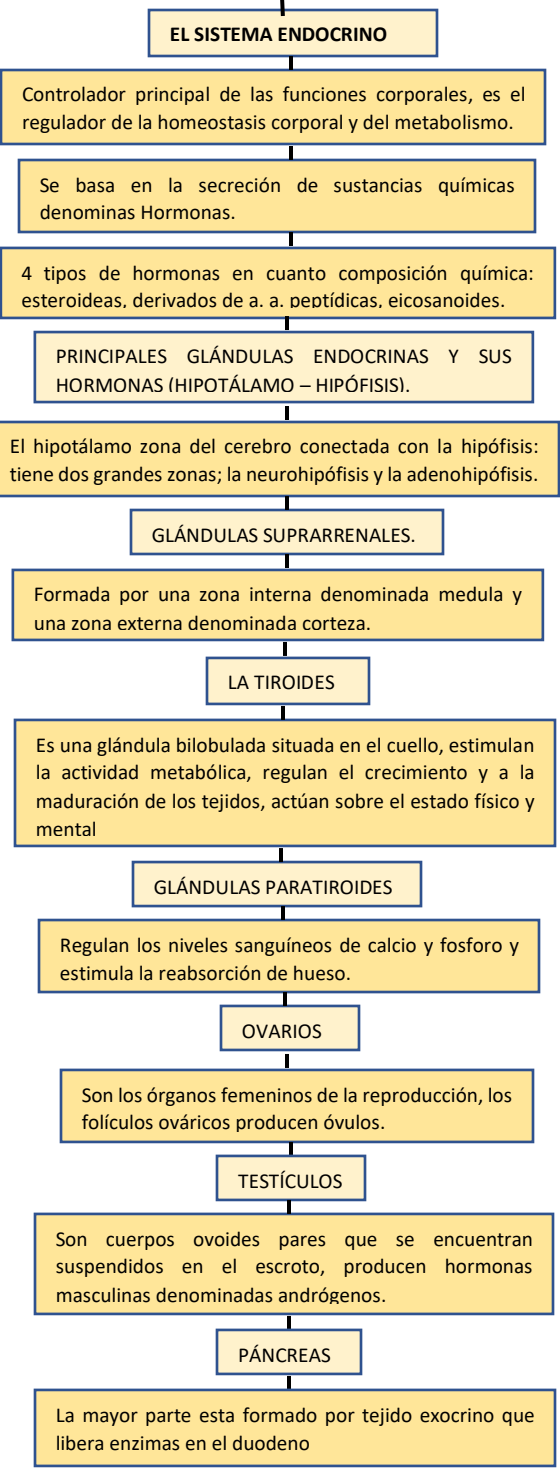 EL SISTEMA ENDOCRINO
Controlador principal de las funciones corporales, es el
regulador de la homeostasis corporal y del metabolismo.
Se basa en la secreción de sustancias químicas
denominas Hormonas.
4 tipos de hormonas en cuanto composición química:
esteroideas, derivados de a. a. peptídicas, eicosanoides.
PRINCIPALES GLÁNDULAS ENDOCRINAS Y SUS
HORMONAS (HIPOTÁLAMO – HIPÓFISIS).
El hipotálamo zona del cerebro conectada con la hipófisis:
tiene dos grandes zonas; la neurohipófisis y la adenohipófisis.
GLÁNDULAS SUPRARRENALES.
Formada por una zona interna denominada medula y
una zona externa denominada corteza.
LA TIROIDES
Es una glándula bilobulada situada en el cuello, estimulan
la actividad metabólica, regulan el crecimiento y a la
maduración de los tejidos, actúan sobre el estado físico y
mental
GLÁNDULAS PARATIROIDES
Regulan los niveles sanguíneos de calcio y fosforo y
estimula la reabsorción de hueso.
OVARIOS
Son los órganos femeninos de la reproducción, los
folículos ováricos producen óvulos.
TESTÍCULOS
Son cuerpos ovoides pares que se encuentran
suspendidos en el escroto, producen hormonas
masculinas denominadas andrógenos.
PÁNCREAS
La mayor parte esta formado por tejido exocrino que
libera enzimas en el duodeno